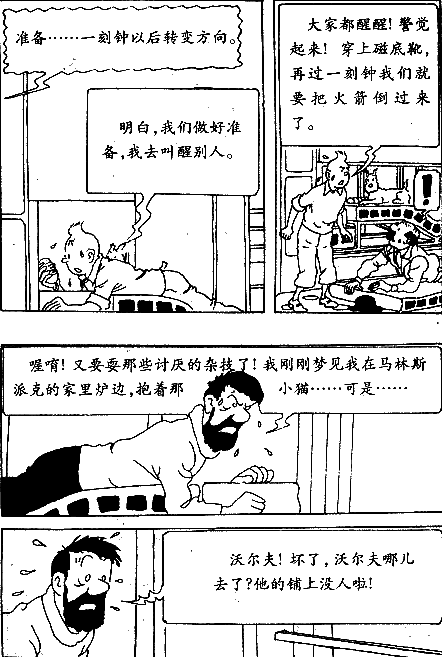 准备………一刻钟以后转变方向。
明白,我们做好准
备,我去叫醒别人。
大家都醒醒!警觉
起来!穿上磁底靴,
再过一刻钟我们就
要把火箭倒过来
了。
!
喔唷!又要耍那些讨厌的杂技了!我刚刚梦见我在马林斯
派克的家里炉边,抱着那 小猫……可是……
沃尔夫!坏了,沃尔夫哪儿
去了?他的铺上没人啦!